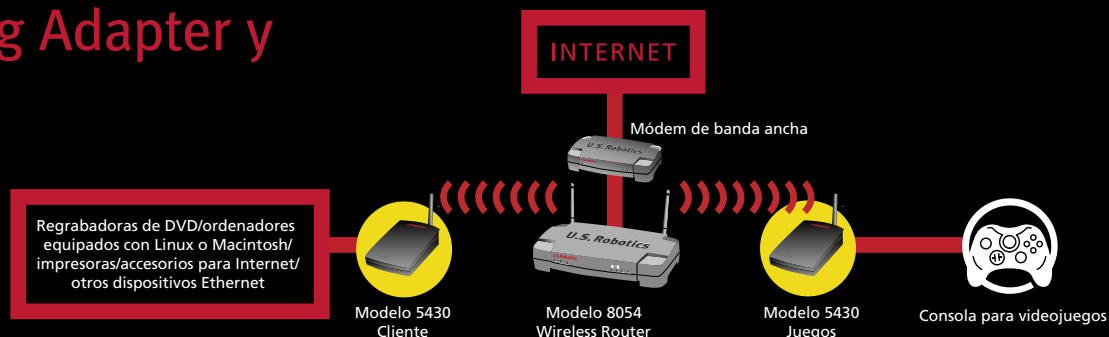 g Adapter y
INTERNET
Módem de banda ancha
U.S. Robotics
Regrabadoras de DVD/ordenadores
equipados con Linux o Macintosh/
impresoras/accesorios para Internet/
otros dispositivos Ethernet
U.S. Robotics
Modelo 5430
Cliente
Modelo 8054
Wireless Router
Modelo 5430
Juegos
Consola para videojuegos